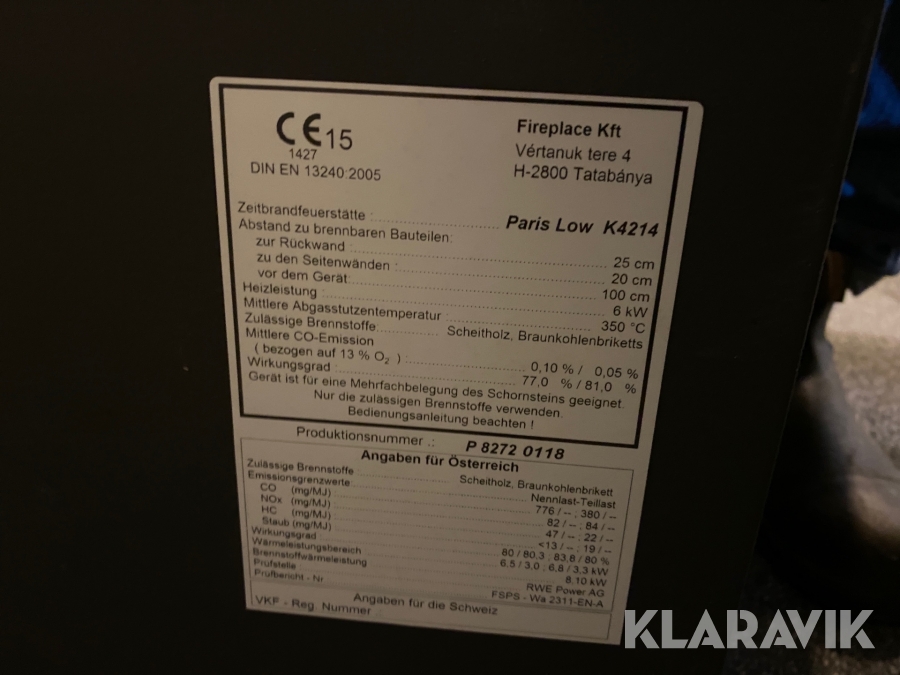 CE 15
1427
DIN EN 13240:2005
Fireplace Kft
Vértanuk tere 4
H-2800 Tatabánya
Zeitbrandfeuerstätte : Paris Low K4214
Abstand zu brennbaren Bauteilen:
zur Rückwand 25 cm
zu den Seitenwänden : 20 cm
vor dem Gerät: 100 cm
Heizleistung : 6 kW
Mittlere Abgasstutzentemperatur : 350 °C
Zulässige Brennstoffe Scheitholz, Braunkohlenbriketts
Mittlere CO-Emission
( bezogen auf 13 % O2 ) : 0,10 % / 0,05 %
Wirkungsgrad : 77,0 % / 81,0 %
Gerät ist für eine Mehrfachbelegung des Schornsteins geeignet.
Nur die zulässigen Brennstoffe verwenden.
Bedienungsanleitung beachten !
Produktionsnummer .: P 8272 0118
Angaben für Österreich
Zulässige Brennstoffe Scheitholz, Braunkohlenbrikett
Emissionsgrenzwerte Nennlast-Teillast
CO (mg/MJ) 776 / -- ; 380 / --
NOx (mg/MJ) 82 / -- ; 84 / --
HC (mg/MJ) 47 / -- ; 22 / --
Staub (mg/MJ) <13 / -- ; 19 / --
Wirkungsgrad 80 / 80,3 ; 83,8 / 80 %
Wärmeleistungsbereich 6,5 / 3,0 ; 6,8 / 3,3 kW
Brennstoffwärmeleistung 8,10 kW
Prüfstelle RWE Power AG
Prüfbericht - Nr FSPS - Wa 2311-EN-A
Angaben für die Schweiz
VKF - Reg. Nummer
KLARAVIK